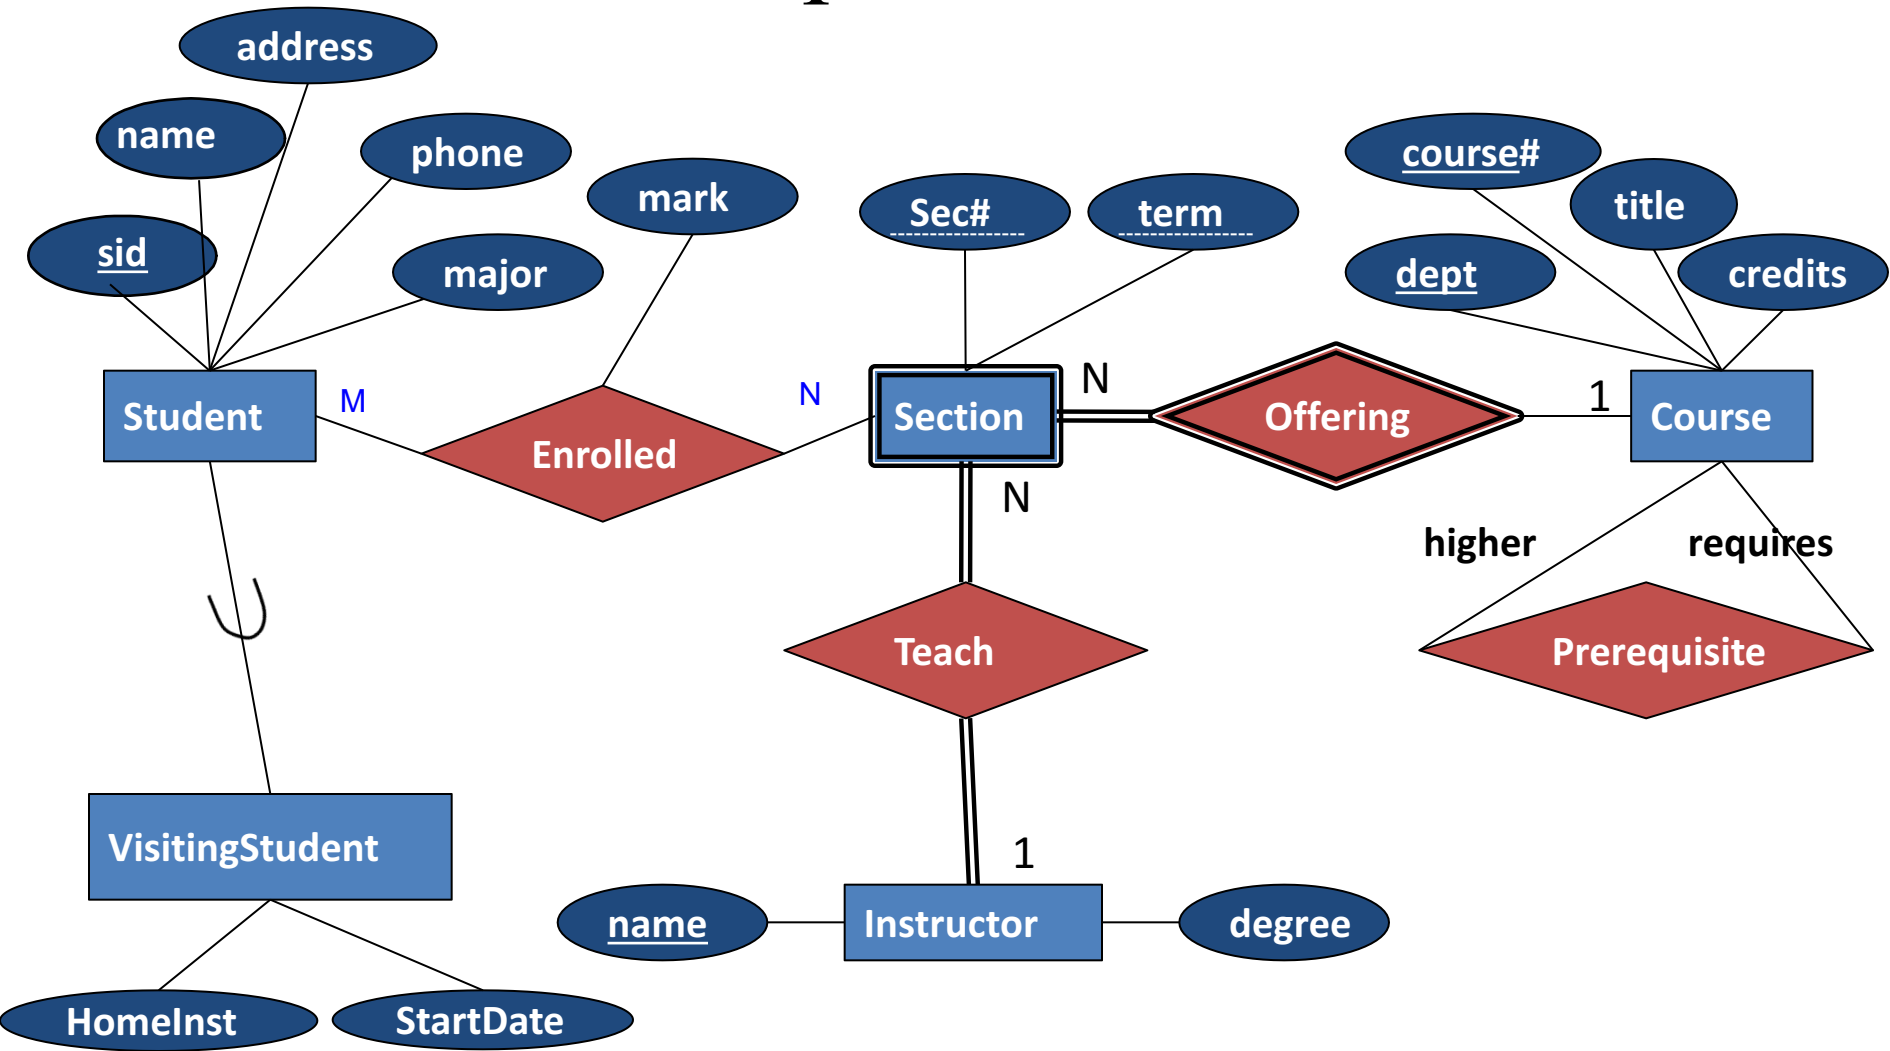 address
name
phone
course#
mark
title
Sec#
term
sid
major
dept
credits
N
M
N
1
Student
Section
Offering
Course
Enrolled
N
higher
requires
Teach
Prerequisite
VisitingStudent
1
name
Instructor
degree
HomeInst
StartDate